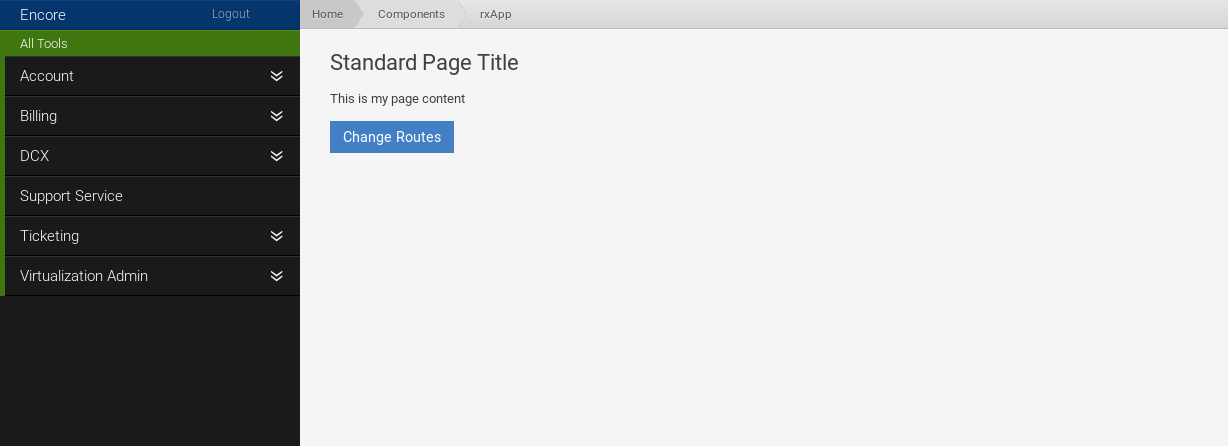 Encore Logout
All Tools
Account
Billing
DCX
Support Service
Ticketing
Virtualization Admin
Home Components rxApp
Standard Page Title
This is my page content
Change Routes